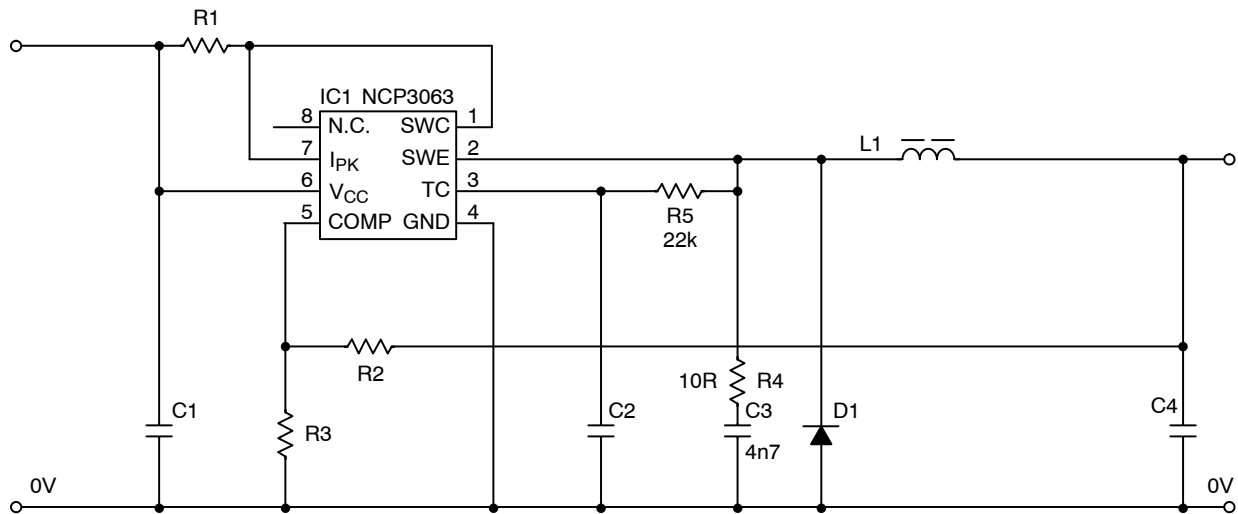 R1
IC1 NCP3063
8 N.C. SWC 1
7 IPK SWE 2
6 VCC TC 3
5 COMP GND 4
L1
R5
22k
R2
10R R4
C1
R3
C2
C3
4n7
D1
C4
0V
0V